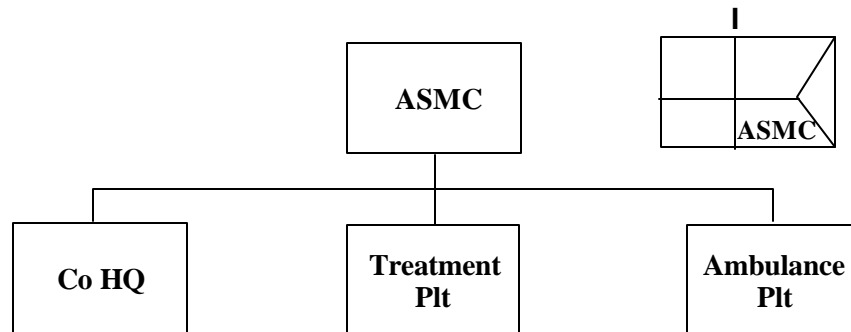 I
ASMC
ASMC
Co HQ
Treatment
Plt
Ambulance
Plt